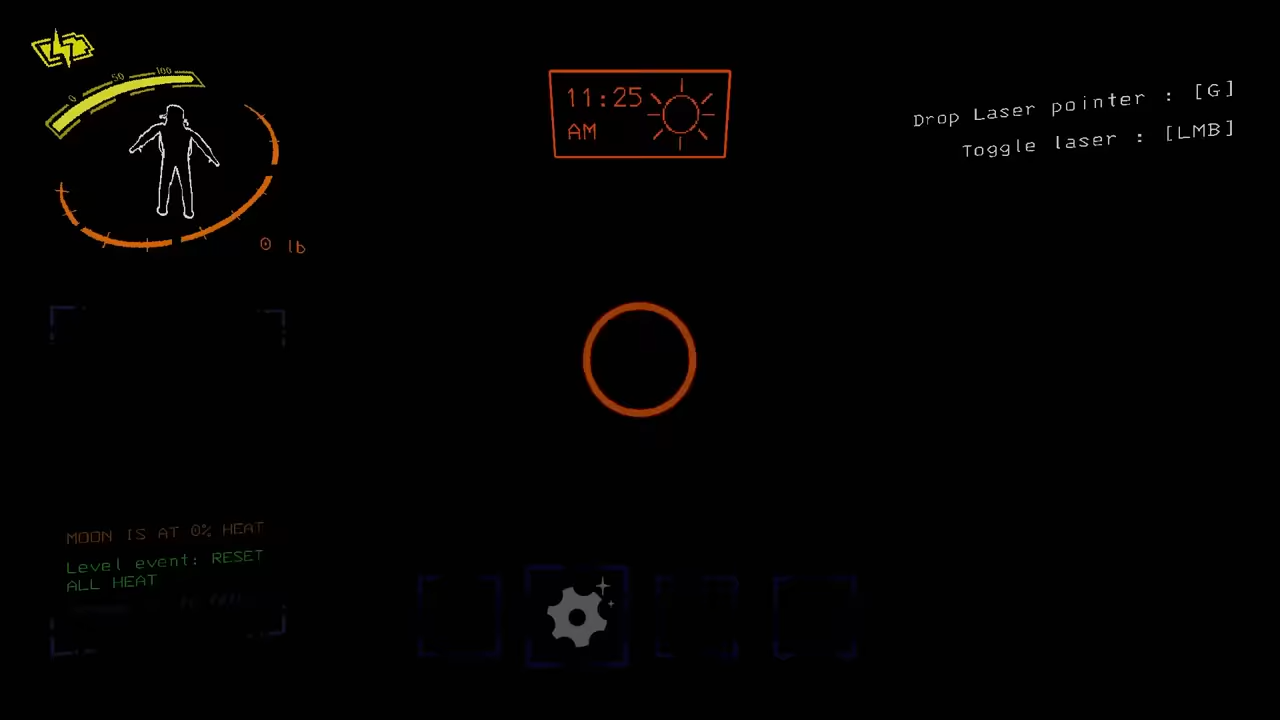 0 50 100
11:25
AM
Drop Laser pointer : [G]
Toggle laser : [LMB]
0 lb
MOON IS AT 0% HEAT
Level event: RESET
ALL HEAT